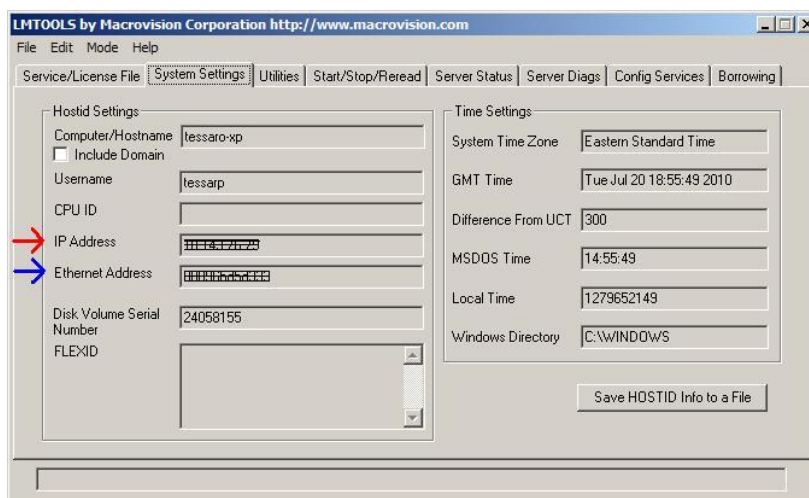 LMTOOLS by Macrovision Corporation http://www.macrovision.com
File Edit Mode Help
Service/License File System Settings Utilities Start/Stop/Reread Server Status Server Diags Config Services Borrowing
Hostid Settings
Computer/Hostname tessaro-xp
Include Domain
Username tessarp
CPU ID
IP Address
Ethernet Address
Disk Volume Serial Number 24058155
FLEXID
Time Settings
System Time Zone Eastern Standard Time
GMT Time Tue Jul 20 18:55:49 2010
Difference From UCT 300
MSDOS Time 14:55:49
Local Time 1279652149
Windows Directory C:\WINDOWS
Save HOSTID Info to a File